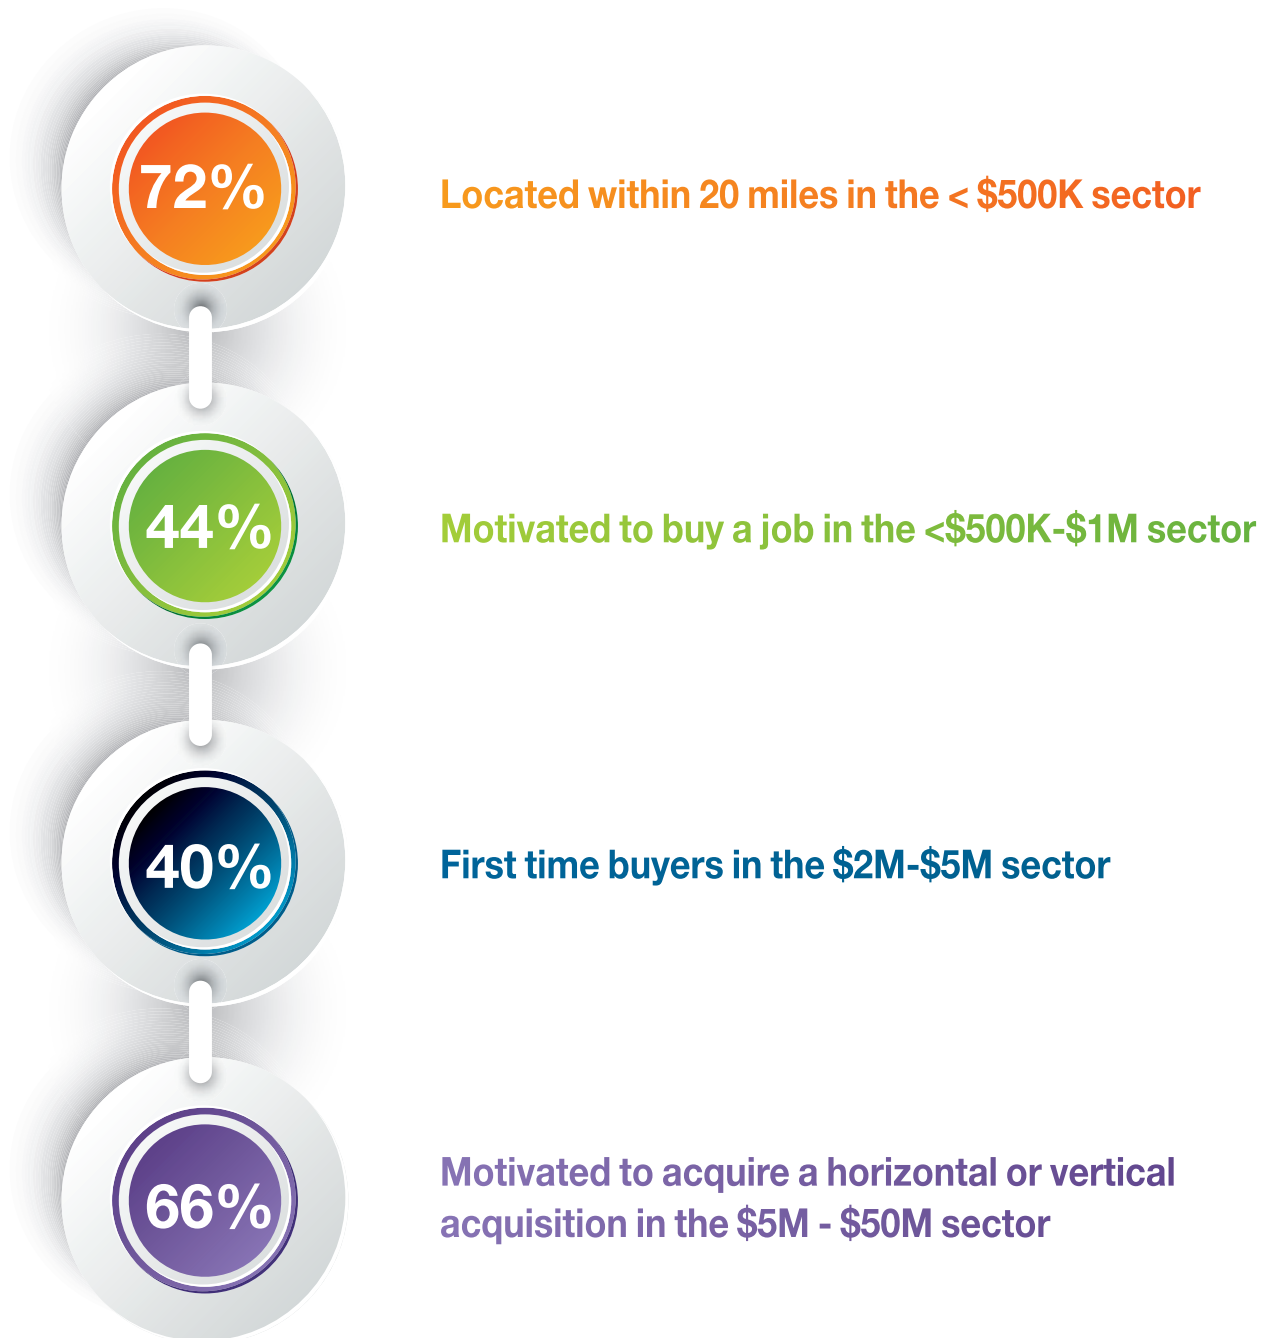 72%
Located within 20 miles in the < $500K sector
44%
Motivated to buy a job in the <$500K-$1M sector
40%
First time buyers in the $2M-$5M sector
66%
Motivated to acquire a horizontal or vertical
acquisition in the $5M - $50M sector